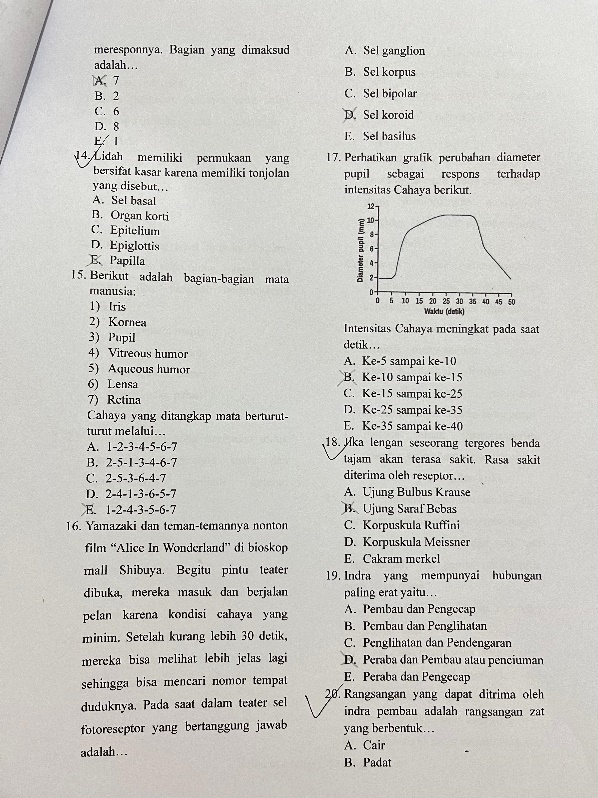 meresponnya. Bagian yang dimaksud
adalah…
A. 7
B. 2
C. 6
D. 8
E. 1
14. Lidah memiliki permukaan yang
bersifat kasar karena memiliki tonjolan
yang disebut…
A. Sel basal
B. Organ korti
C. Epitelium
D. Epiglottis
E. Papilla
15. Berikut adalah bagian-bagian mata
manusia:
1) Iris
2) Kornea
3) Pupil
4) Vitreous humor
5) Aqueous humor
6) Lensa
7) Retina
Cahaya yang ditangkap mata berturut-
turut melalui…
A. 1-2-3-4-5-6-7
B. 2-5-1-3-4-6-7
C. 2-5-3-6-4-7
D. 2-4-1-3-6-5-7
E. 1-2-4-3-5-6-7
16. Yamazaki dan teman-temannya nonton
film “Alice In Wonderland” di bioskop
mall Shibuya. Begitu pintu teater
dibuka, mereka masuk dan berjalan
pelan karena kondisi cahaya yang
minim. Setelah kurang lebih 30 detik,
mereka bisa melihat lebih jelas lagi
sehingga bisa mencari nomor tempat
duduknya. Pada saat dalam teater sel
fotoreseptor yang bertanggung jawab
adalah…
A. Sel ganglion
B. Sel korpus
C. Sel bipolar
D. Sel koroid
E. Sel basilus
17. Perhatikan grafik perubahan diameter
pupil sebagai respons terhadap
intensitas Cahaya berikut.
Diameter pupil (mm)
12
10
8
6
4
2
0
0 5 10 15 20 25 30 35 40 45 50
Waktu (detik)
Intensitas Cahaya meningkat pada saat
detik…
A. Ke-5 sampai ke-10
B. Ke-10 sampai ke-15
C. Ke-15 sampai ke-25
D. Ke-25 sampai ke-35
E. Ke-35 sampai ke-40
18. Jika lengan seseorang tergores benda
tajam akan terasa sakit. Rasa sakit
diterima oleh reseptor…
A. Ujung Bulbus Krause
B. Ujung Saraf Bebas
C. Korpuskula Ruffini
D. Korpuskula Meissner
E. Cakram merkel
19. Indra yang mempunyai hubungan
paling erat yaitu…
A. Pembau dan Pengecap
B. Pembau dan Penglihatan
C. Penglihatan dan Pendengaran
D. Peraba dan Pembau atau penciuman
E. Peraba dan Pengecap
20. Rangsangan yang dapat ditrima oleh
indra pembau adalah rangsangan zat
yang berbentuk…
A. Cair
B. Padat